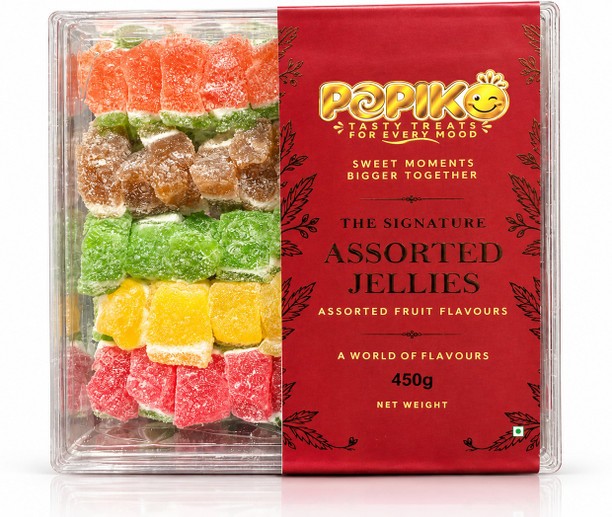 POPIKO
TASTY TREATS
FOR EVERY MOOD
SWEET MOMENTS
BIGGER TOGETHER
THE SIGNATURE
ASSORTED
JELLIES
ASSORTED FRUIT FLAVOURS
A WORLD OF FLAVOURS
450g
NET WEIGHT